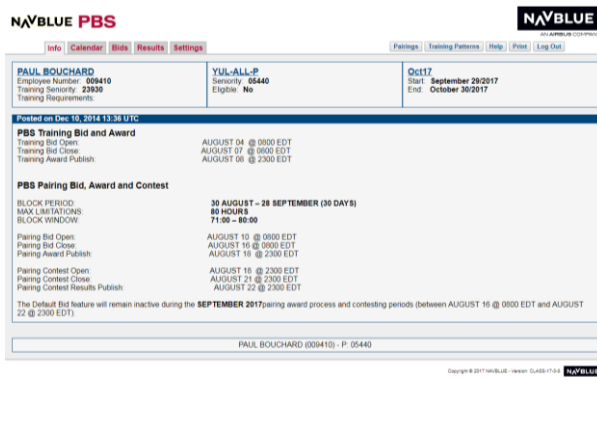 NAVBLUE PBS
NAVBLUE
AN AIRBUS COMPANY
Info Calendar Bids Results Settings
Pairings Training Patterns Help Print Log Out
PAUL BOUCHARD
Employee Number: 009410
Training Seniority: 23930
Training Requirements:
YUL-ALL-P
Seniority: 05440
Eligible: No
Oct17
Start: September 29/2017
End: October 30/2017
Posted on Dec 10, 2014 13:36 UTC
PBS Training Bid and Award
Training Bid Open: AUGUST 04 @ 0800 EDT
Training Bid Close: AUGUST 07 @ 0800 EDT
Training Award Publish: AUGUST 08 @ 2300 EDT
PBS Pairing Bid, Award and Contest
BLOCK PERIOD: 30 AUGUST – 28 SEPTEMBER (30 DAYS)
MAX LIMITATIONS: 80 HOURS
BLOCK WINDOW: 71:00 – 80:00
Pairing Bid Open: AUGUST 10 @ 0800 EDT
Pairing Bid Close: AUGUST 16 @ 0800 EDT
Pairing Award Publish: AUGUST 18 @ 2300 EDT
Pairing Contest Open: AUGUST 18 @ 2300 EDT
Pairing Contest Close: AUGUST 21 @ 2300 EDT
Pairing Contest Results Publish: AUGUST 22 @ 2300 EDT
The Default Bid feature will remain inactive during the SEPTEMBER 2017pairing award process and contesting periods (between AUGUST 16 @ 0800 EDT and AUGUST
22 @ 2300 EDT).
PAUL BOUCHARD (009410) - P: 05440
Copyright © 2017 NAVBLUE - Version: CLASS-17-5-8 NAVBLUE